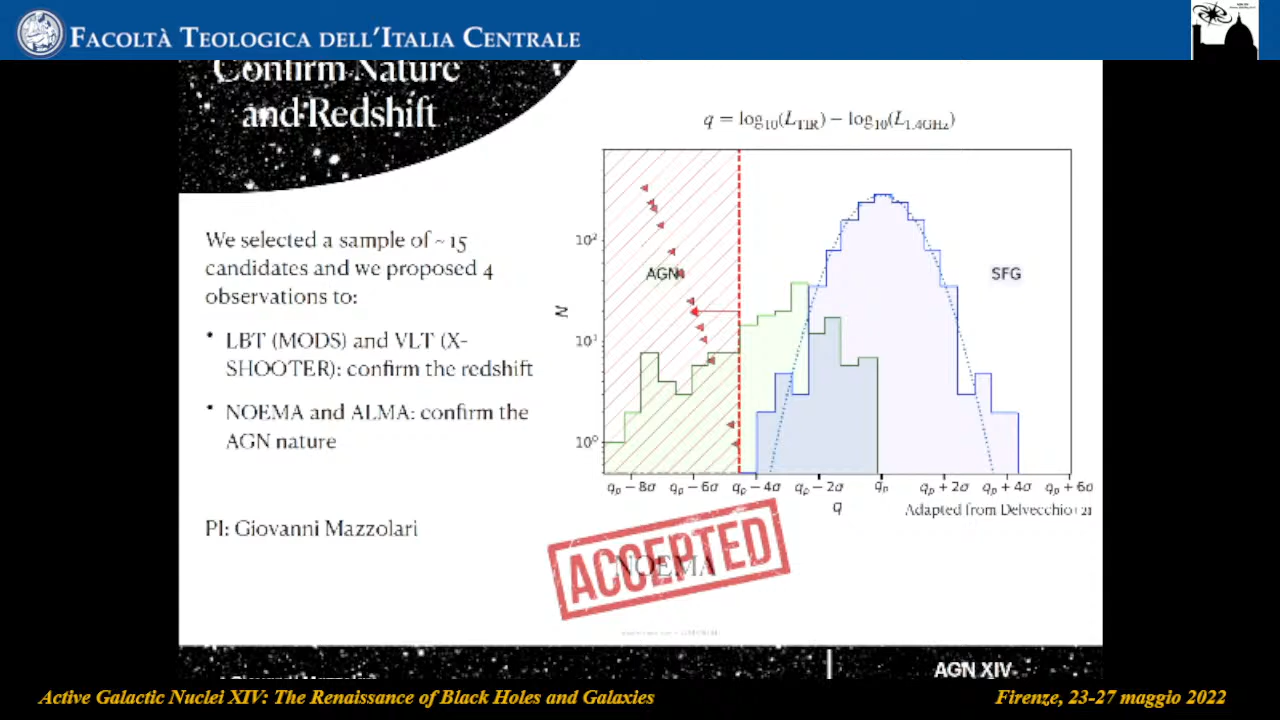 FACOLTÀ TEOLOGICA DELL'ITALIA CENTRALE
Confirm Nature
and Redshift
We selected a sample of ~ 15
candidates and we proposed 4
observations to:
• LBT (MODS) and VLT (X-
SHOOTER): confirm the redshift
• NOEMA and ALMA: confirm the
AGN nature
PI: Giovanni Mazzolari
q = log₁₀(L_TIR) − log₁₀(L_1.4GHz)
AGN
SFG
N
10²
10¹
10⁰
qₚ − 8σ qₚ − 6σ qₚ − 4σ qₚ − 2σ qₚ qₚ + 2σ qₚ + 4σ qₚ + 6σ
q
Adapted from Delvecchio+21
NOEMA
ACCEPTED
AGN XIV
Active Galactic Nuclei XIV: The Renaissance of Black Holes and Galaxies
Firenze, 23-27 maggio 2022